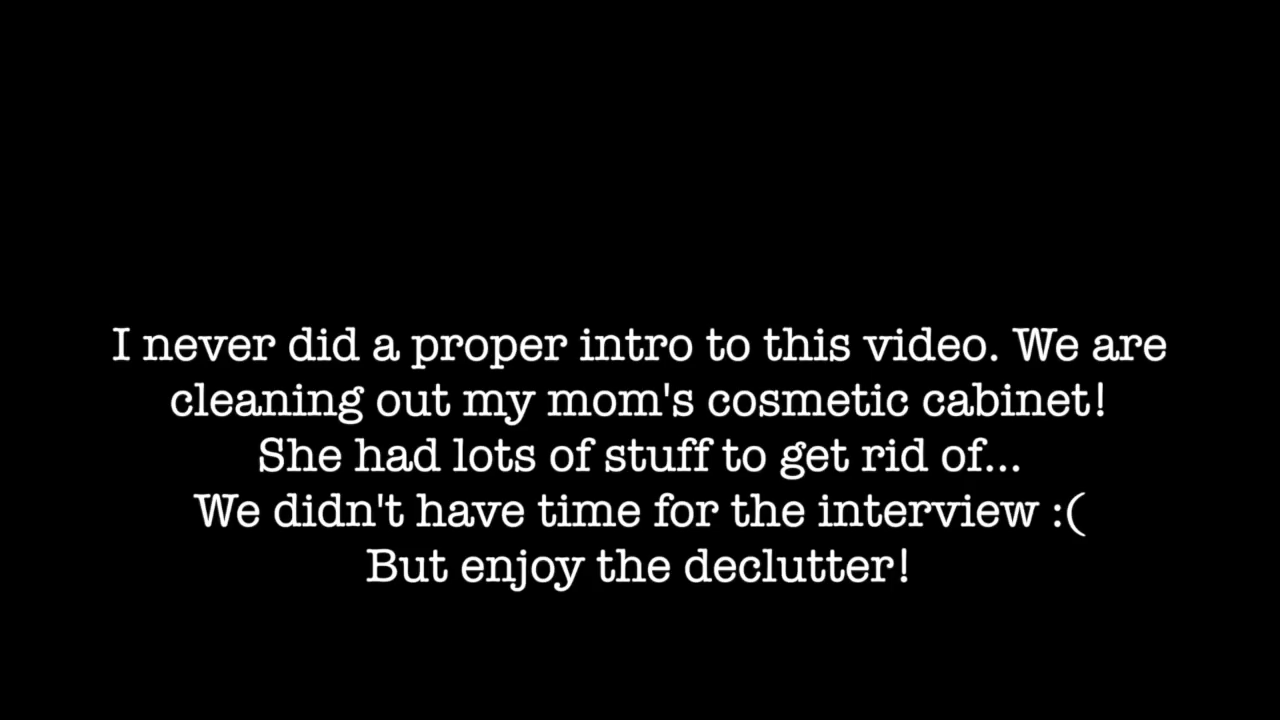 I never did a proper intro to this video. We are
cleaning out my mom's cosmetic cabinet!
She had lots of stuff to get rid of...
We didn't have time for the interview :(
But enjoy the declutter!